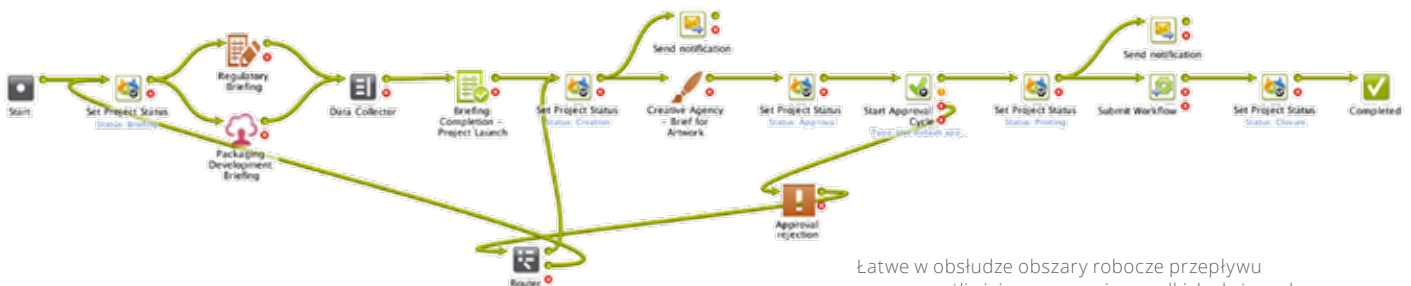 Send notification
Send notification
Regulatory
Briefing
Start
Set Project Status
Status: Briefing
Data Collector
Briefing
Completion –
Project Launch
Set Project Status
Status: Creation
Creative Agency
– Brief for
Artwork
Set Project Status
Status: Approval
Start Approval
Cycle
Set Project Status
Status: Printing
Submit Workflow
Set Project Status
Status: Closure
Completed
Packaging
Development
Briefing
Approval
rejection
Router
Łatwe w obsłudze obszary robocze przepływu